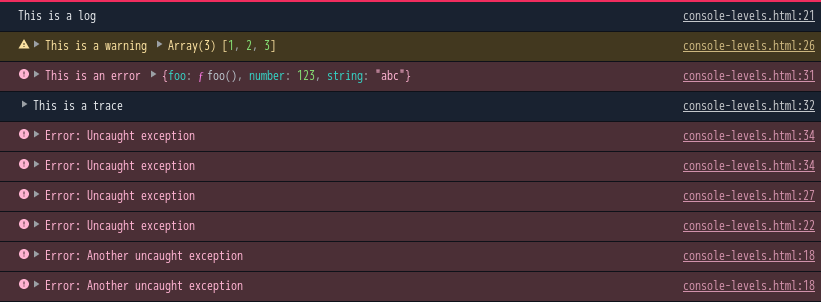 This is a log console-levels.html:21
This is a warning Array(3) [1, 2, 3] console-levels.html:26
This is an error {foo: ƒ foo(), number: 123, string: "abc"} console-levels.html:31
This is a trace console-levels.html:32
Error: Uncaught exception console-levels.html:34
Error: Uncaught exception console-levels.html:34
Error: Uncaught exception console-levels.html:27
Error: Uncaught exception console-levels.html:22
Error: Another uncaught exception console-levels.html:18
Error: Another uncaught exception console-levels.html:18